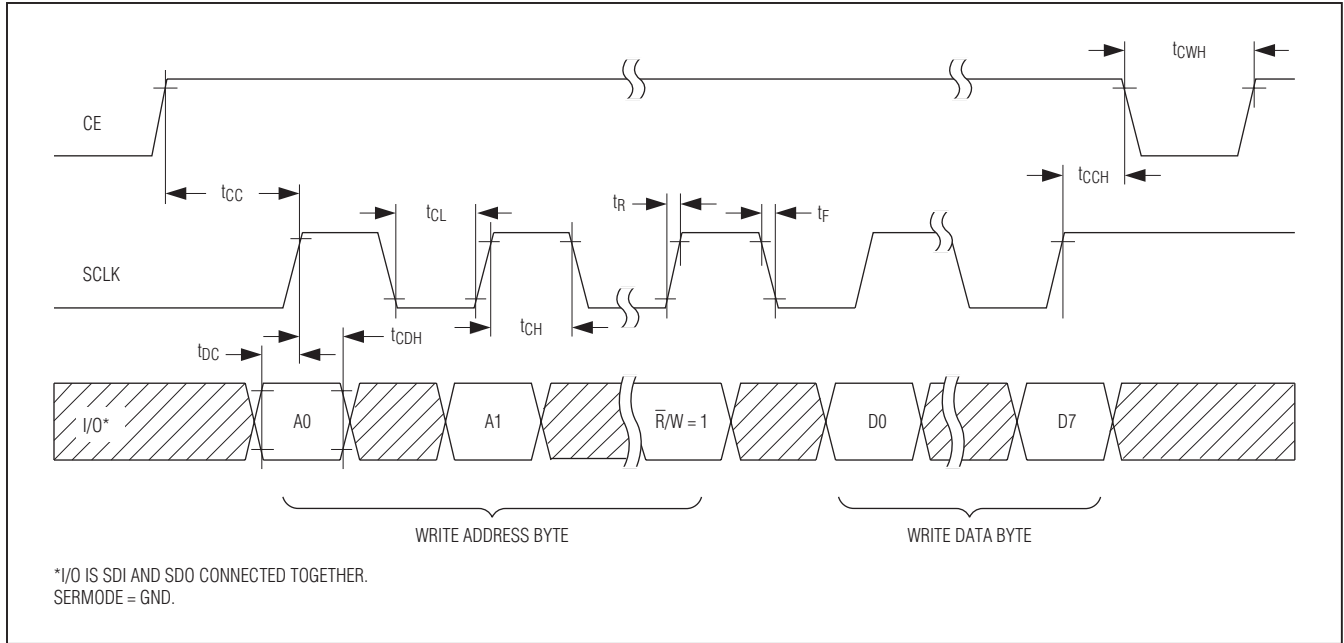 tCWH
CE
tCCH
tCC
tCL
tR
tF
SCLK
tCDH
tCH
tDC
I/O*
A0
A1
R̅/W = 1
D0
D7
WRITE ADDRESS BYTE
WRITE DATA BYTE
*I/O IS SDI AND SDO CONNECTED TOGETHER.
SERMODE = GND.